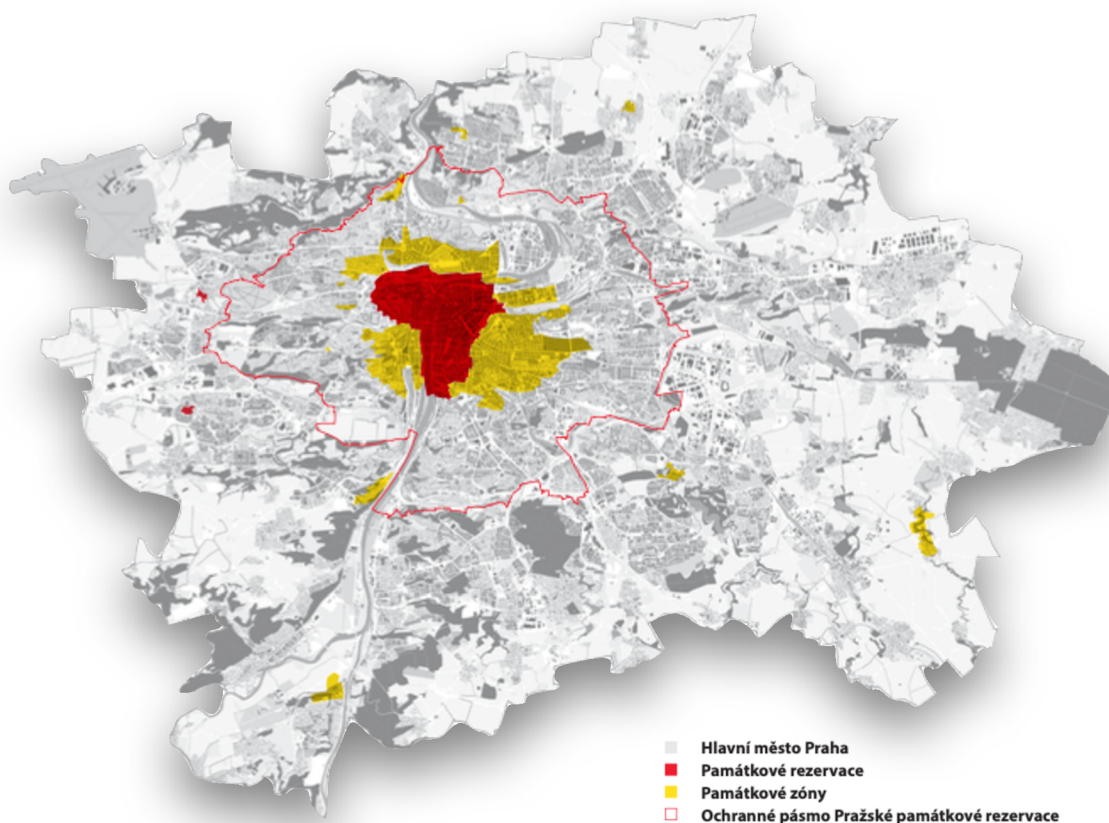 Hlavní město Praha
Památkové rezervace
Památkové zóny
Ochranné pásmo Pražské památkové rezervace